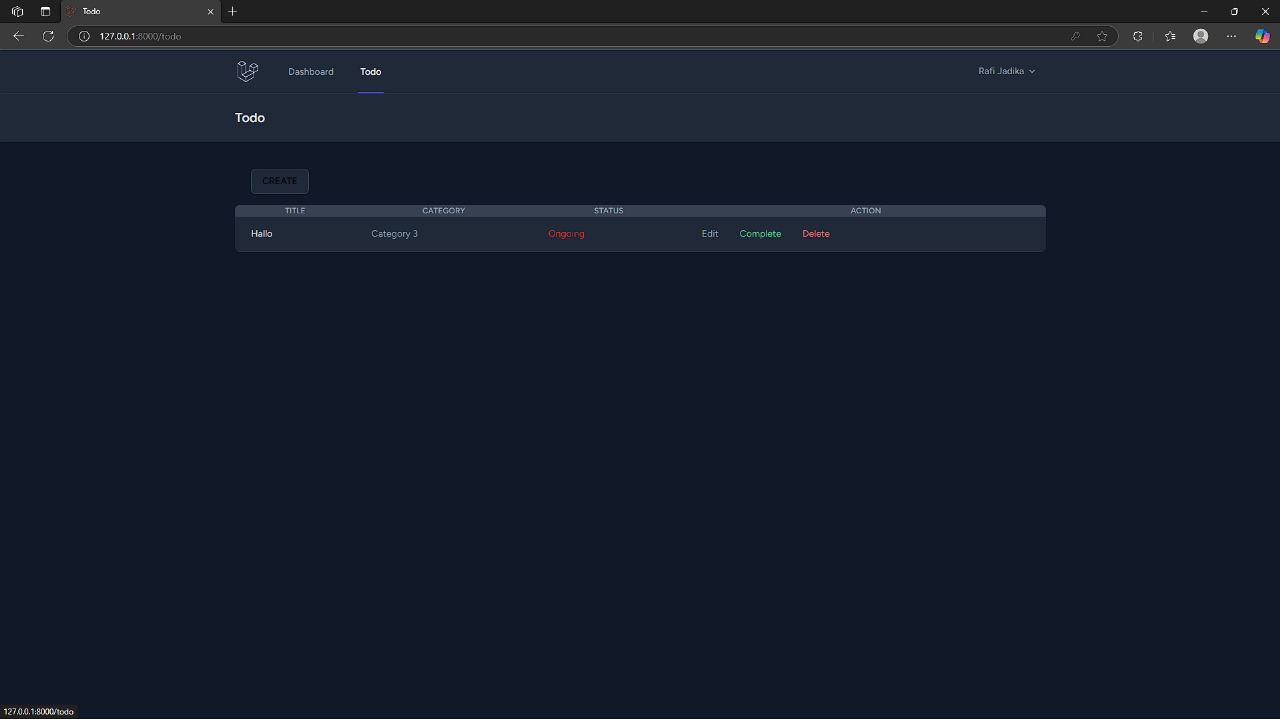 Todo
127.0.0.1:8000/todo
Dashboard Todo Rafi Jadika
Todo
CREATE
TITLE CATEGORY STATUS ACTION
Hallo Category 3 Ongoing Edit Complete Delete
127.0.0.1:8000/todo